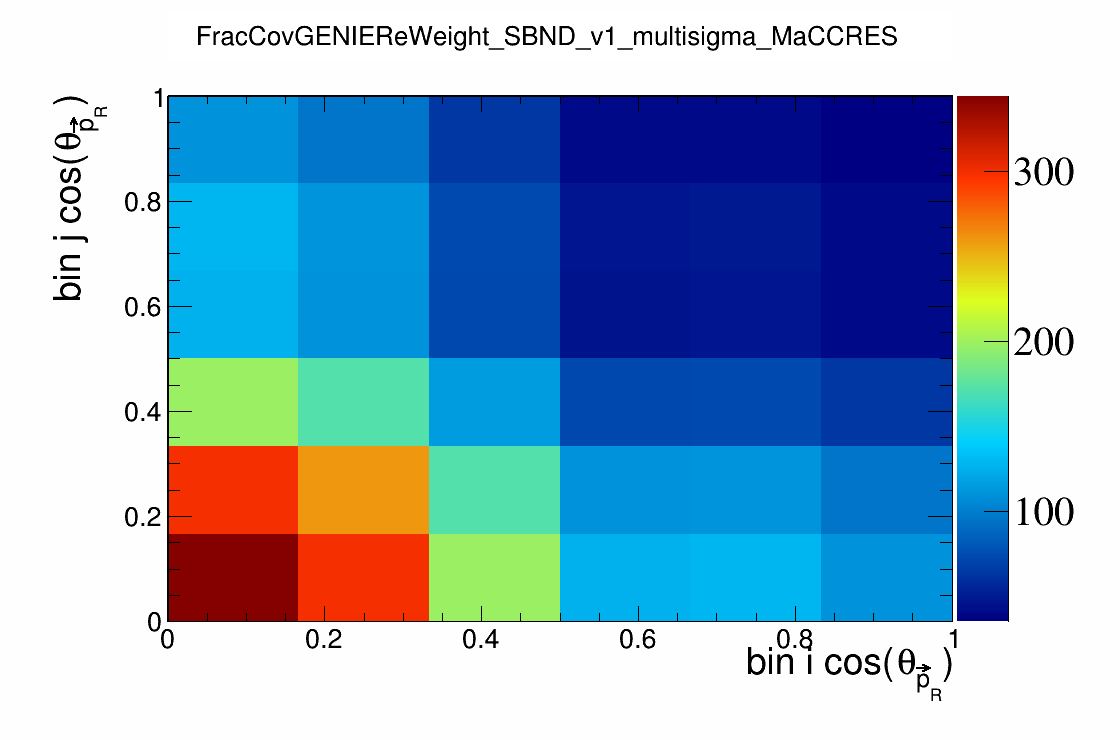 FracCovGENIEReWeight_SBND_v1_multisigma_MaCCRES
bin j cos(θ_p⃗_R)
1
0.8
0.6
0.4
0.2
0
0 0.2 0.4 0.6 0.8 1
bin i cos(θ_p⃗_R)
300
200
100